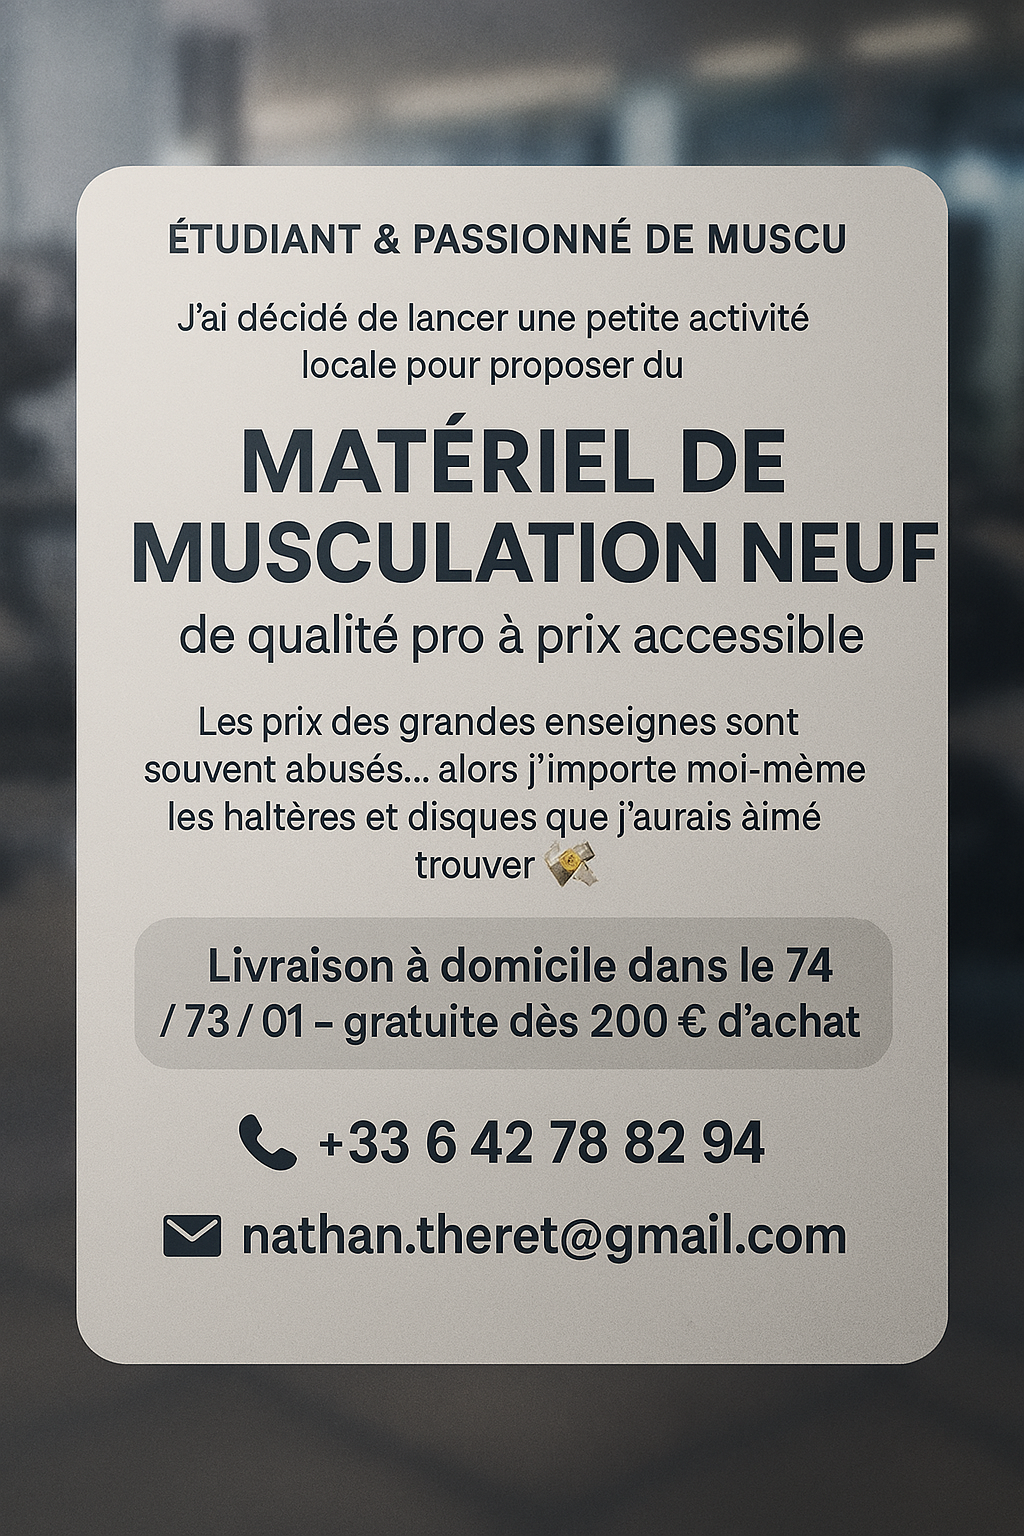 ÉTUDIANT & PASSIONNÉ DE MUSCU
J'ai décidé de lancer une petite activité
locale pour proposer du
MATÉRIEL DE
MUSCULATION NEUF
de qualité pro à prix accessible
Les prix des grandes enseignes sont
souvent abusés... alors j'importe moi-mème
les haltères et disques que j'aurais àimé
trouver
Livraison à domicile dans le 74
/ 73 / 01 – gratuite dès 200 € d'achat
+33 6 42 78 82 94
nathan.theret@gmail.com